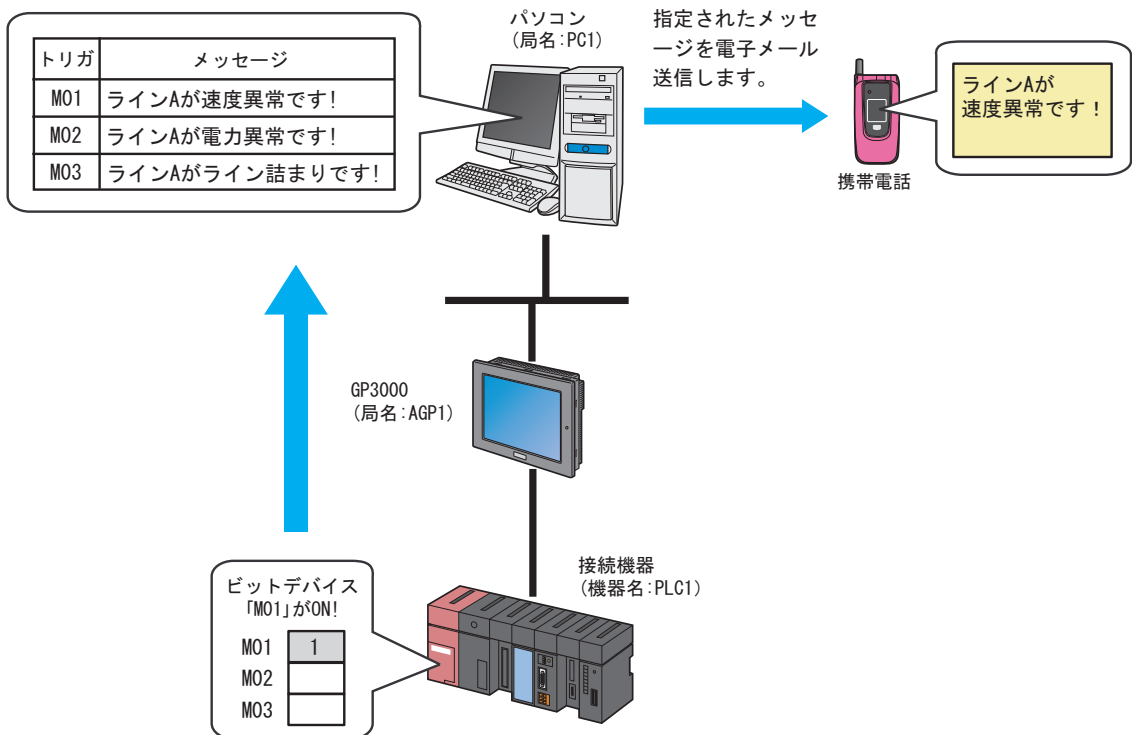 パソコン
(局名:PC1)
指定されたメッセ
ージを電子メール
送信します。
トリガ メッセージ
M01 ラインAが速度異常です!
M02 ラインAが電力異常です!
M03 ラインAがライン詰まりです!
ラインAが
速度異常です!
携帯電話
GP3000
(局名:AGP1)
接続機器
(機器名:PLC1)
ビットデバイス
「M01」がON!
M01 1
M02
M03